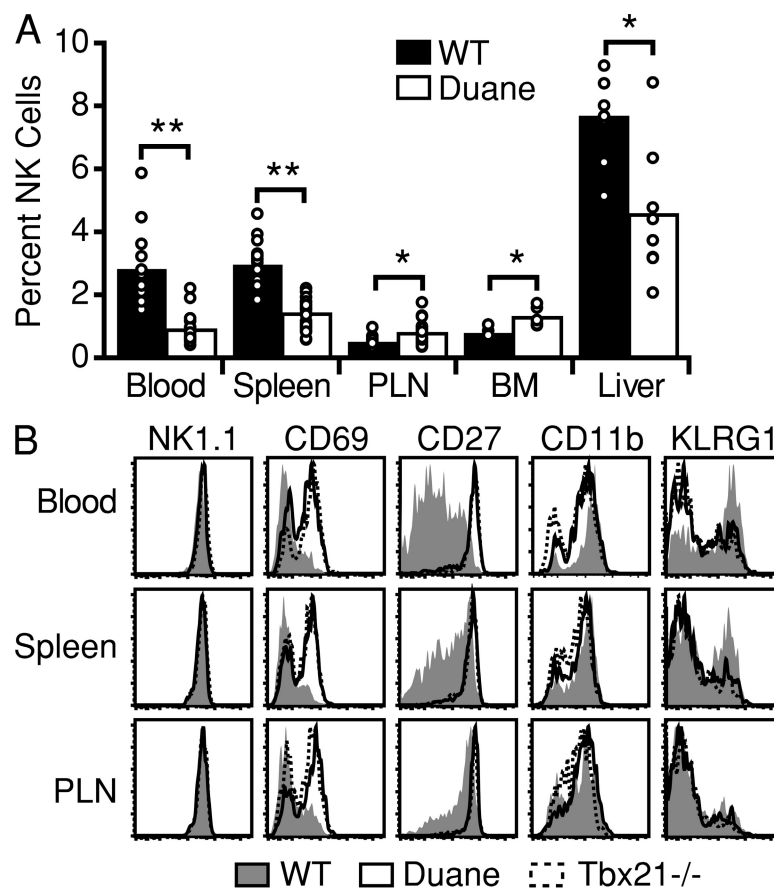 A
Percent NK Cells
10
8
6
4
2
0
WT
Duane
**
**
*
*
*
Blood Spleen PLN BM Liver
B
NK1.1 CD69 CD27 CD11b KLRG1
Blood
Spleen
PLN
WT Duane Tbx21-/-